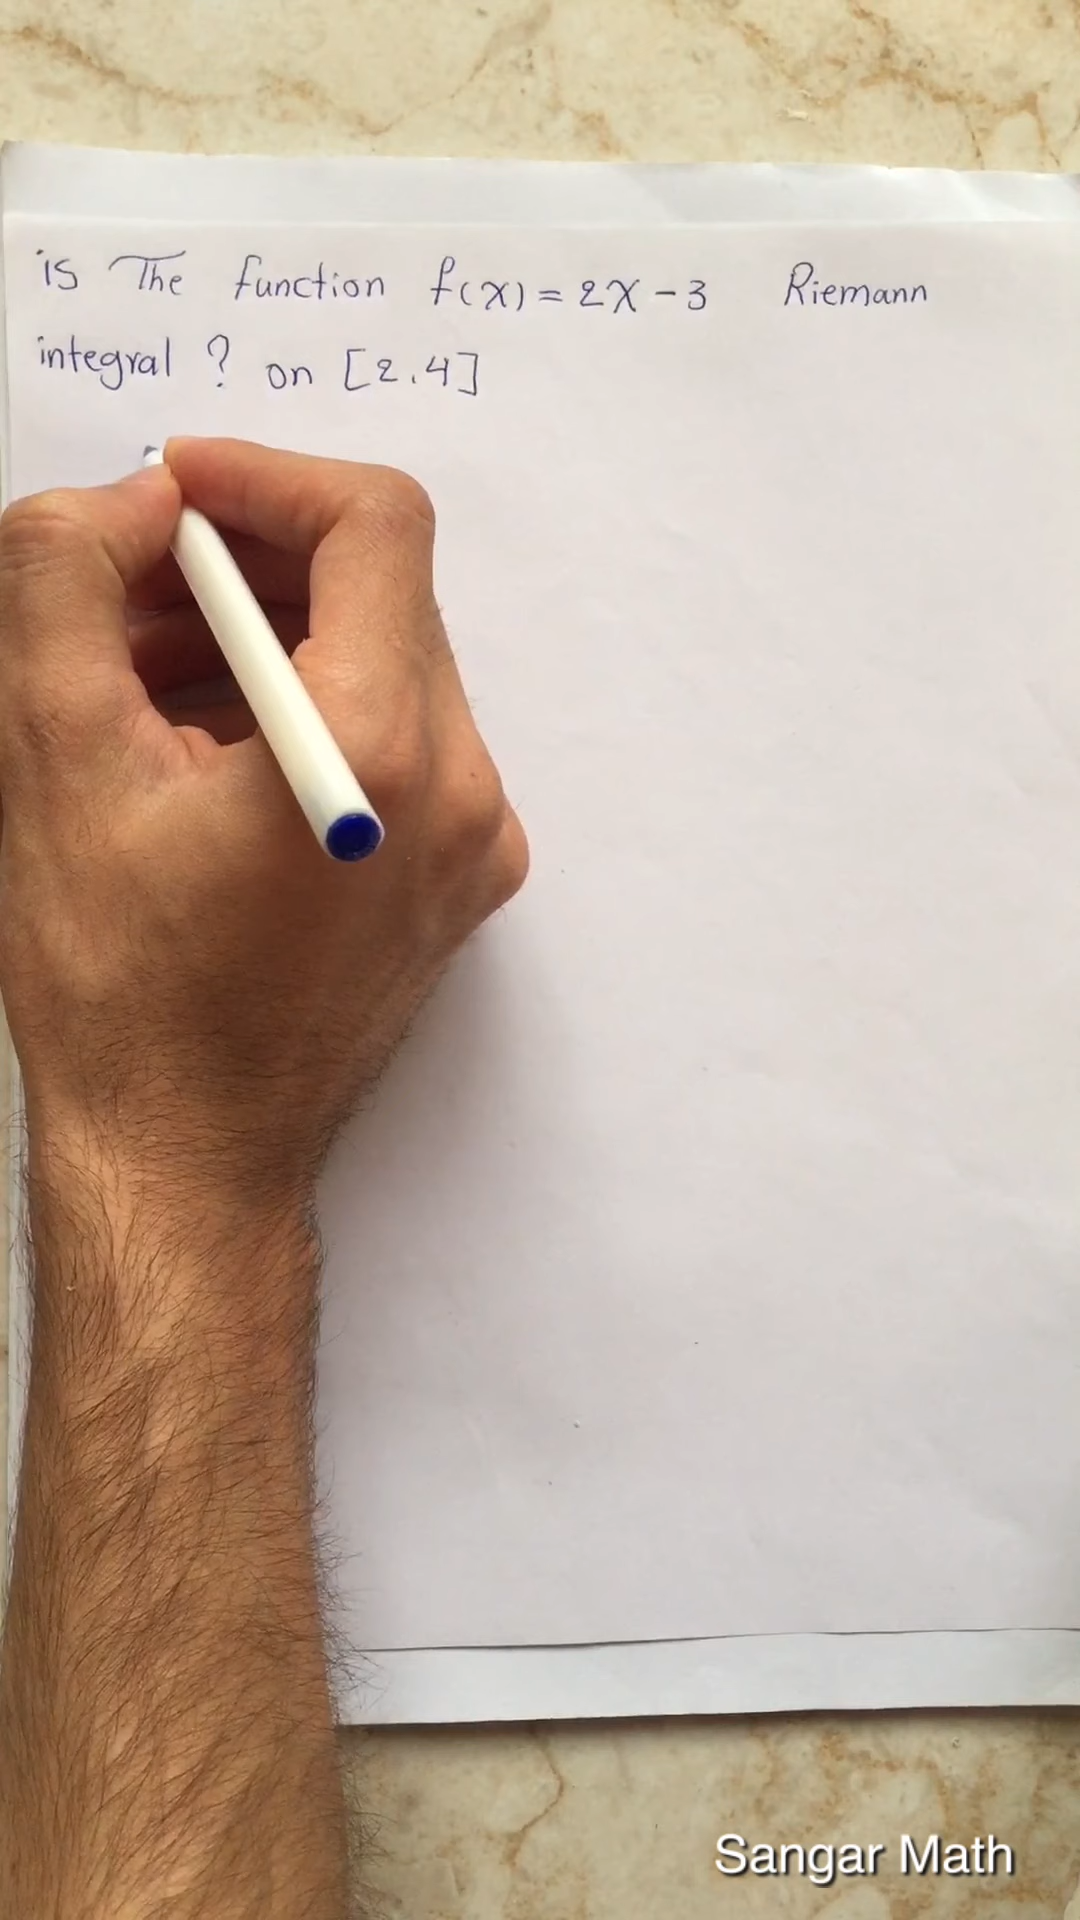 is The function f(x) = 2x - 3 Riemann
integral ? on [2,4]
Sangar Math